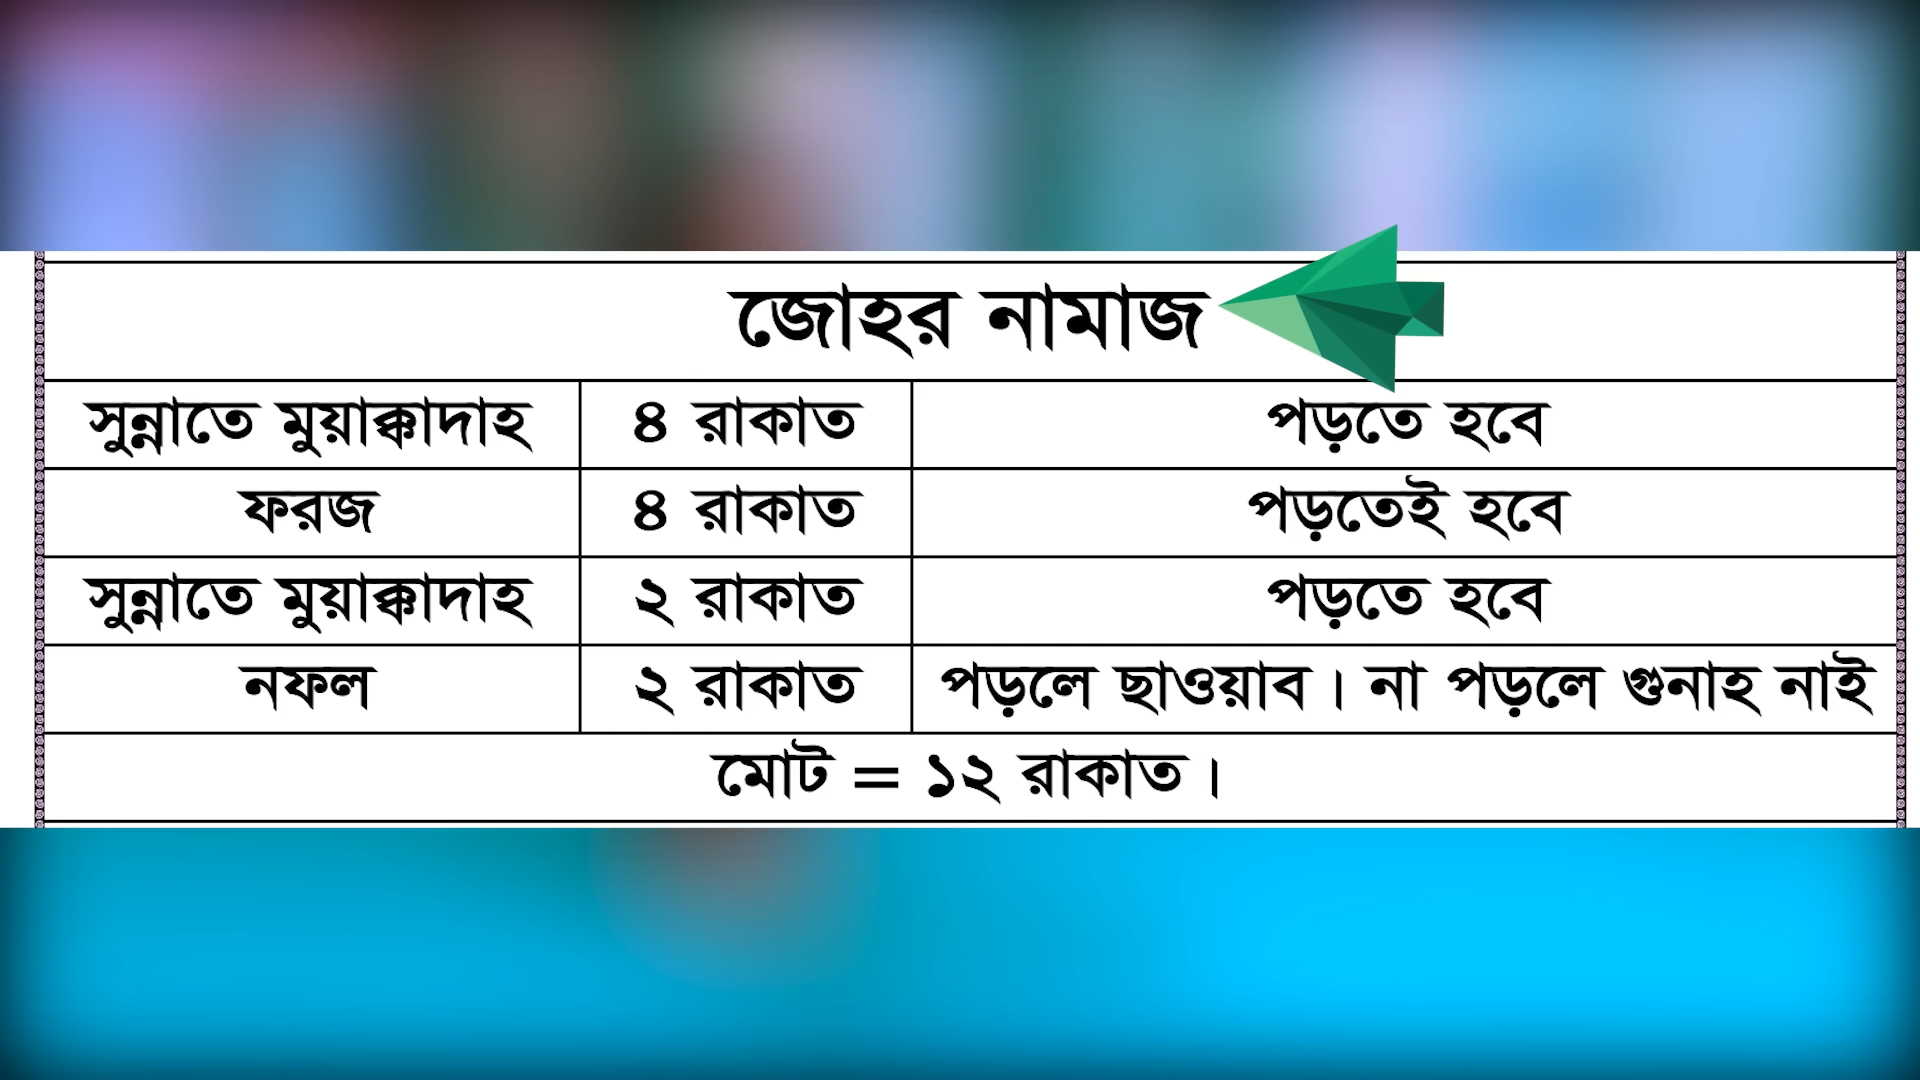 জোহর নামাজ
সুন্নাতে মুয়াক্কাদাহ ৪ রাকাত পড়তে হবে
ফরজ ৪ রাকাত পড়তেই হবে
সুন্নাতে মুয়াক্কাদাহ ২ রাকাত পড়তে হবে
নফল ২ রাকাত পড়লে ছাওয়াব। না পড়লে গুনাহ নাই
মোট = ১২ রাকাত।